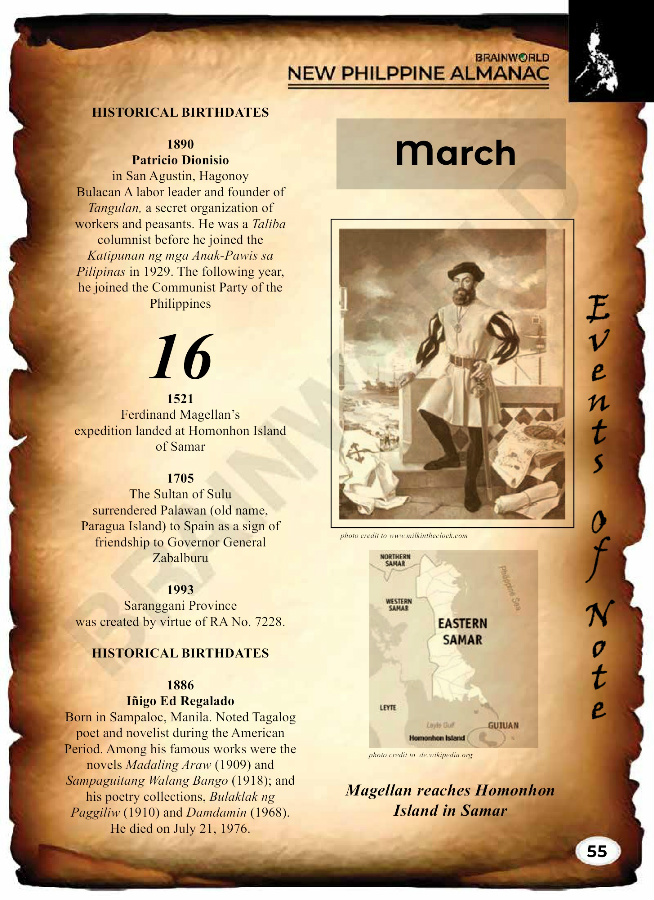 BRAINWORLD
NEW PHILPPINE ALMANAC
HISTORICAL BIRTHDATES
1890
Patricio Dionisio
in San Agustin, Hagonoy
Bulacan A labor leader and founder of
Tangulan, a secret organization of
workers and peasants. He was a Taliba
columnist before he joined the
Katipunan ng mga Anak-Pawis sa
Pilipinas in 1929. The following year,
he joined the Communist Party of the
Philippines
16
1521
Ferdinand Magellan's
expedition landed at Homonhon Island
of Samar
1705
The Sultan of Sulu
surrendered Palawan (old name,
Paragua Island) to Spain as a sign of
friendship to Governor General
Zabalburu
1993
Saranggani Province
was created by virtue of RA No. 7228.
HISTORICAL BIRTHDATES
1886
Iñigo Ed Regalado
Born in Sampaloc, Manila. Noted Tagalog
poet and novelist during the American
Period. Among his famous works were the
novels Madaling Araw (1909) and
Sampaguitang Walang Bango (1918); and
his poetry collections, Bulaklak ng
Paggiliw (1910) and Damdamin (1968).
He died on July 21, 1976.
March
photo credit to www.milkintheclock.com
NORTHERN
SAMAR
Philippine Sea
WESTERN
SAMAR
EASTERN
SAMAR
LEYTE
Leyte Gulf
GUIUAN
Homonhon Island
photo credit to de.wikipedia.org
Magellan reaches Homonhon
Island in Samar
Events of Note
55
BRAINWORLD